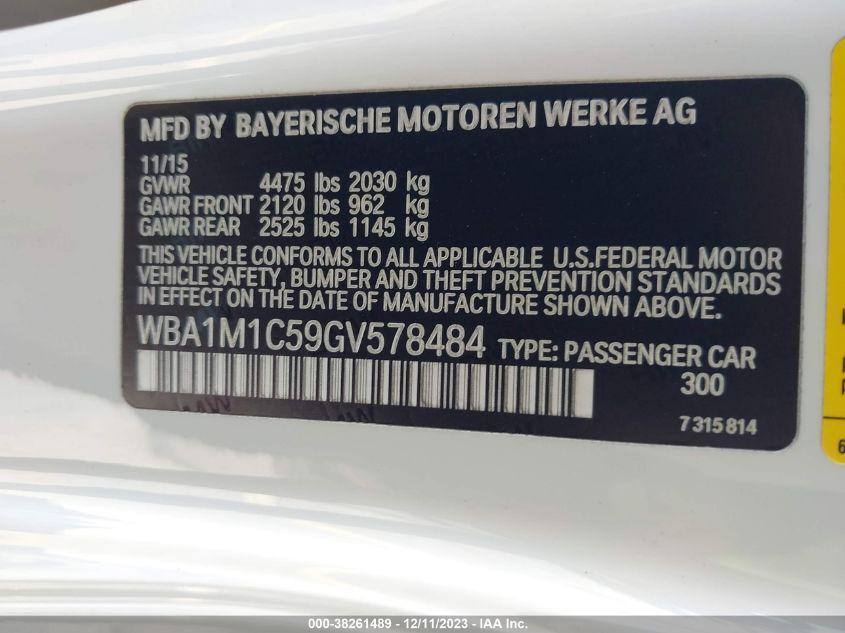 MFD BY BAYERISCHE MOTOREN WERKE AG
11/15
GVWR 4475 lbs 2030 kg
GAWR FRONT 2120 lbs 962 kg
GAWR REAR 2525 lbs 1145 kg
THIS VEHICLE CONFORMS TO ALL APPLICABLE U.S.FEDERAL MOTOR
VEHICLE SAFETY, BUMPER AND THEFT PREVENTION STANDARDS
IN EFFECT ON THE DATE OF MANUFACTURE SHOWN ABOVE.
WBA1M1C59GV578484 TYPE: PASSENGER CAR
300
7315814
6
000-38261489 - 12/11/2023 - IAA Inc.